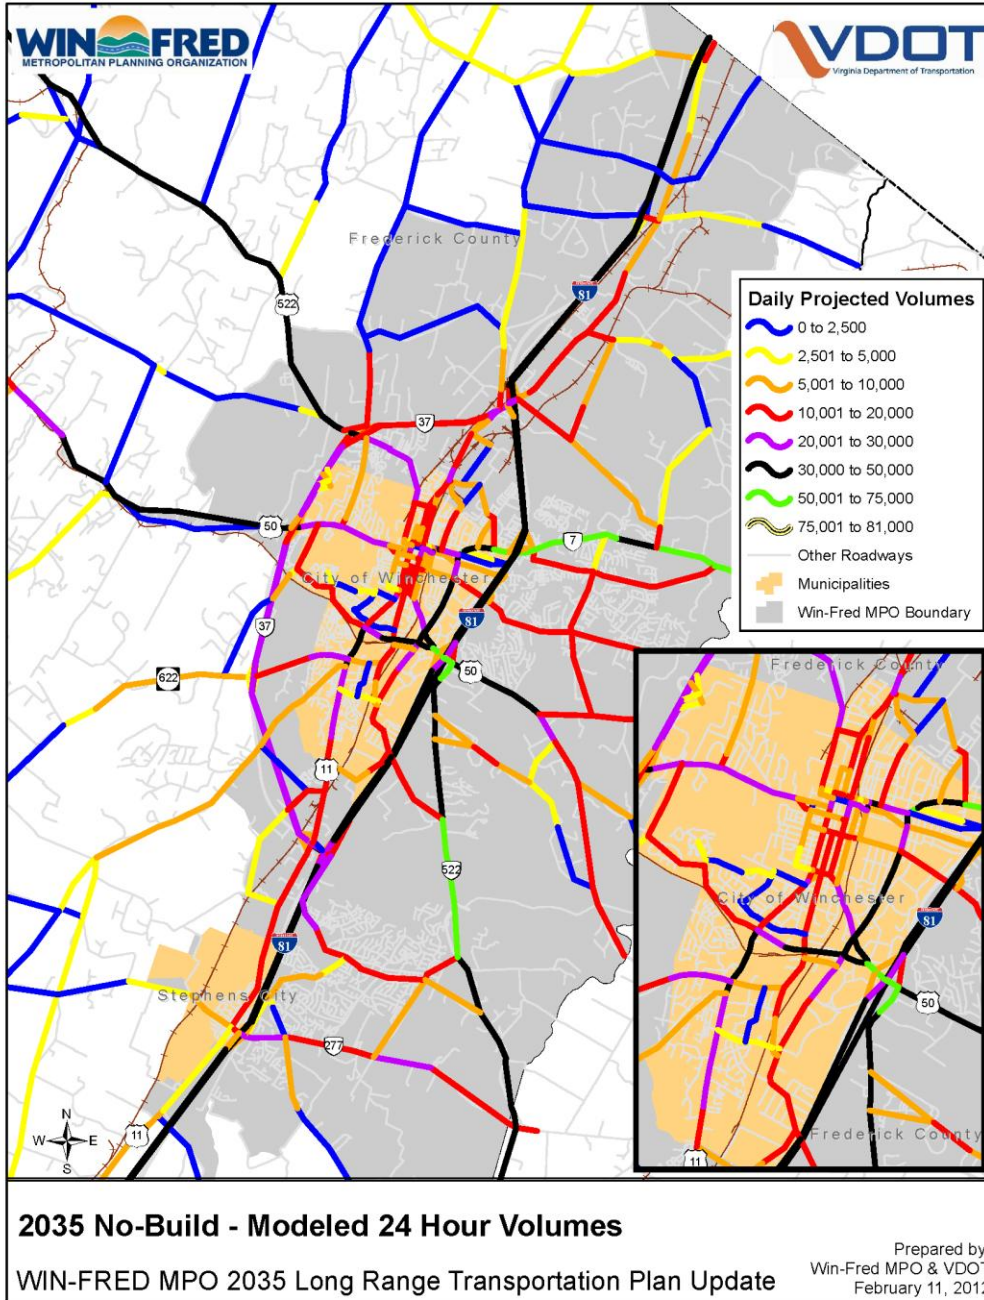 WIN FRED
METROPOLITAN PLANNING ORGANIZATION
VDOT
Virginia Department of Transportation
Frederick County
522
81
37
50
7
City of Winchester
81
37
50
622
11
522
81
Stephens City
277
11
N
W E
S
Daily Projected Volumes
0 to 2,500
2,501 to 5,000
5,001 to 10,000
10,001 to 20,000
20,001 to 30,000
30,000 to 50,000
50,001 to 75,000
75,001 to 81,000
Other Roadways
Municipalities
Win-Fred MPO Boundary
Frederick County
City of Winchester
81
50
Frederick County
11
2035 No-Build - Modeled 24 Hour Volumes
WIN-FRED MPO 2035 Long Range Transportation Plan Update
Prepared by
Win-Fred MPO & VDOT
February 11, 2012